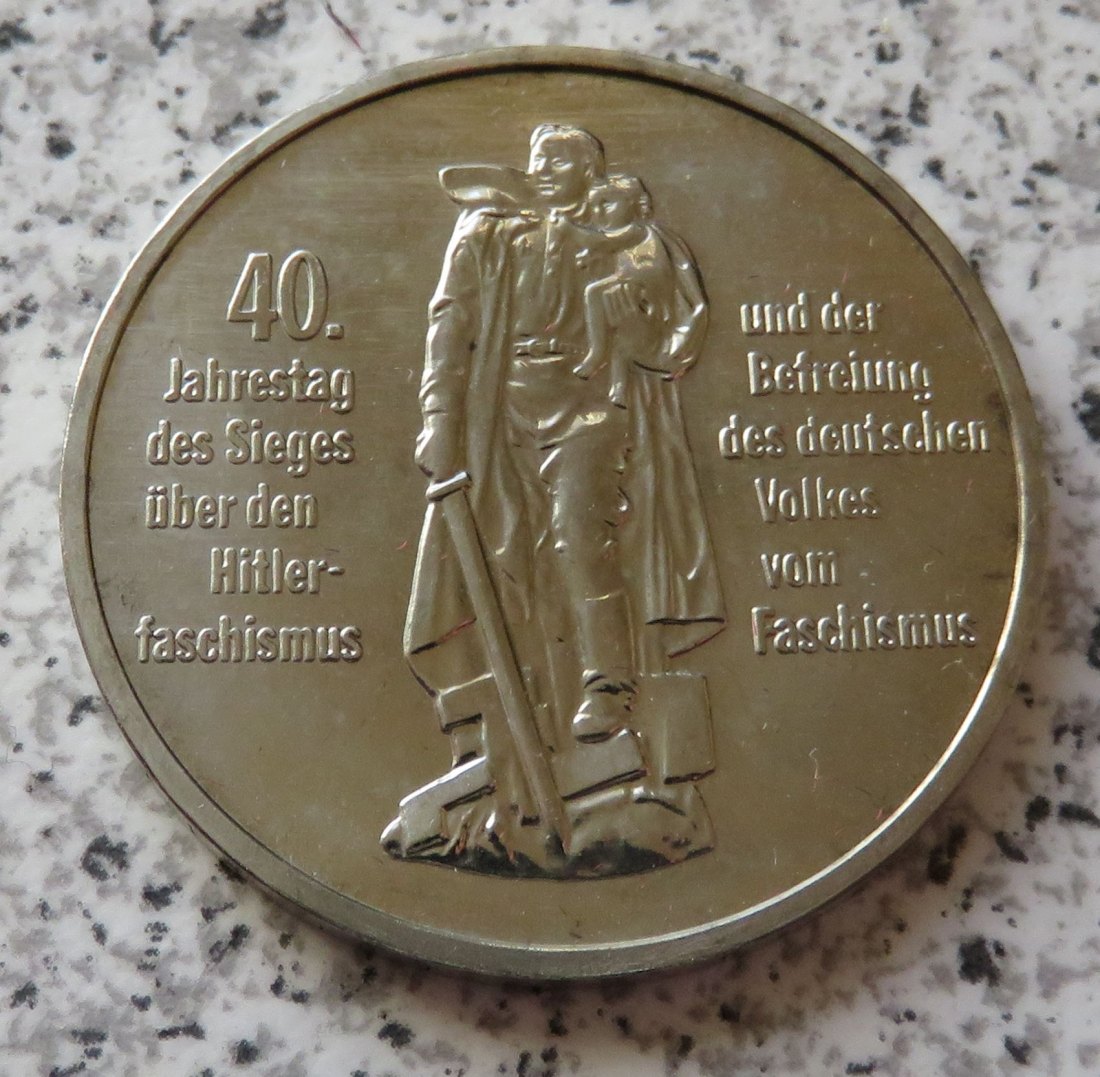 40.
Jahrestag
des Sieges
über den
Hitler-
faschismus
und der
Befreiung
des deutschen
Volkes
vom
Faschismus